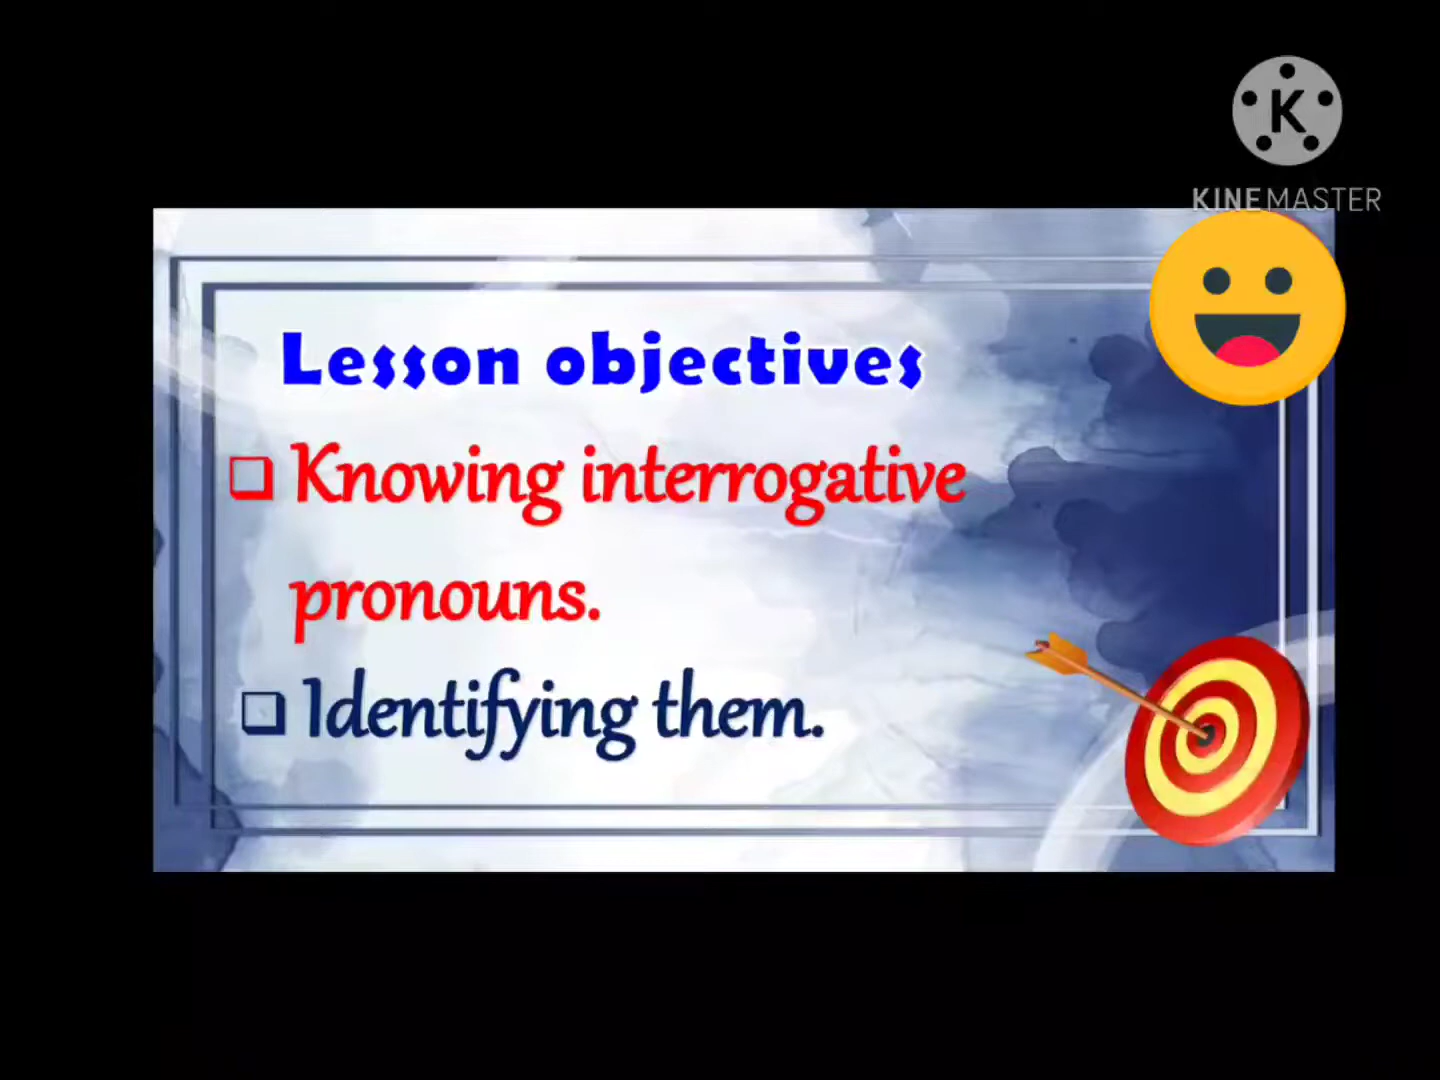 K
KINEMASTER
Lesson objectives
❑ Knowing interrogative
pronouns.
❑ Identifying them.